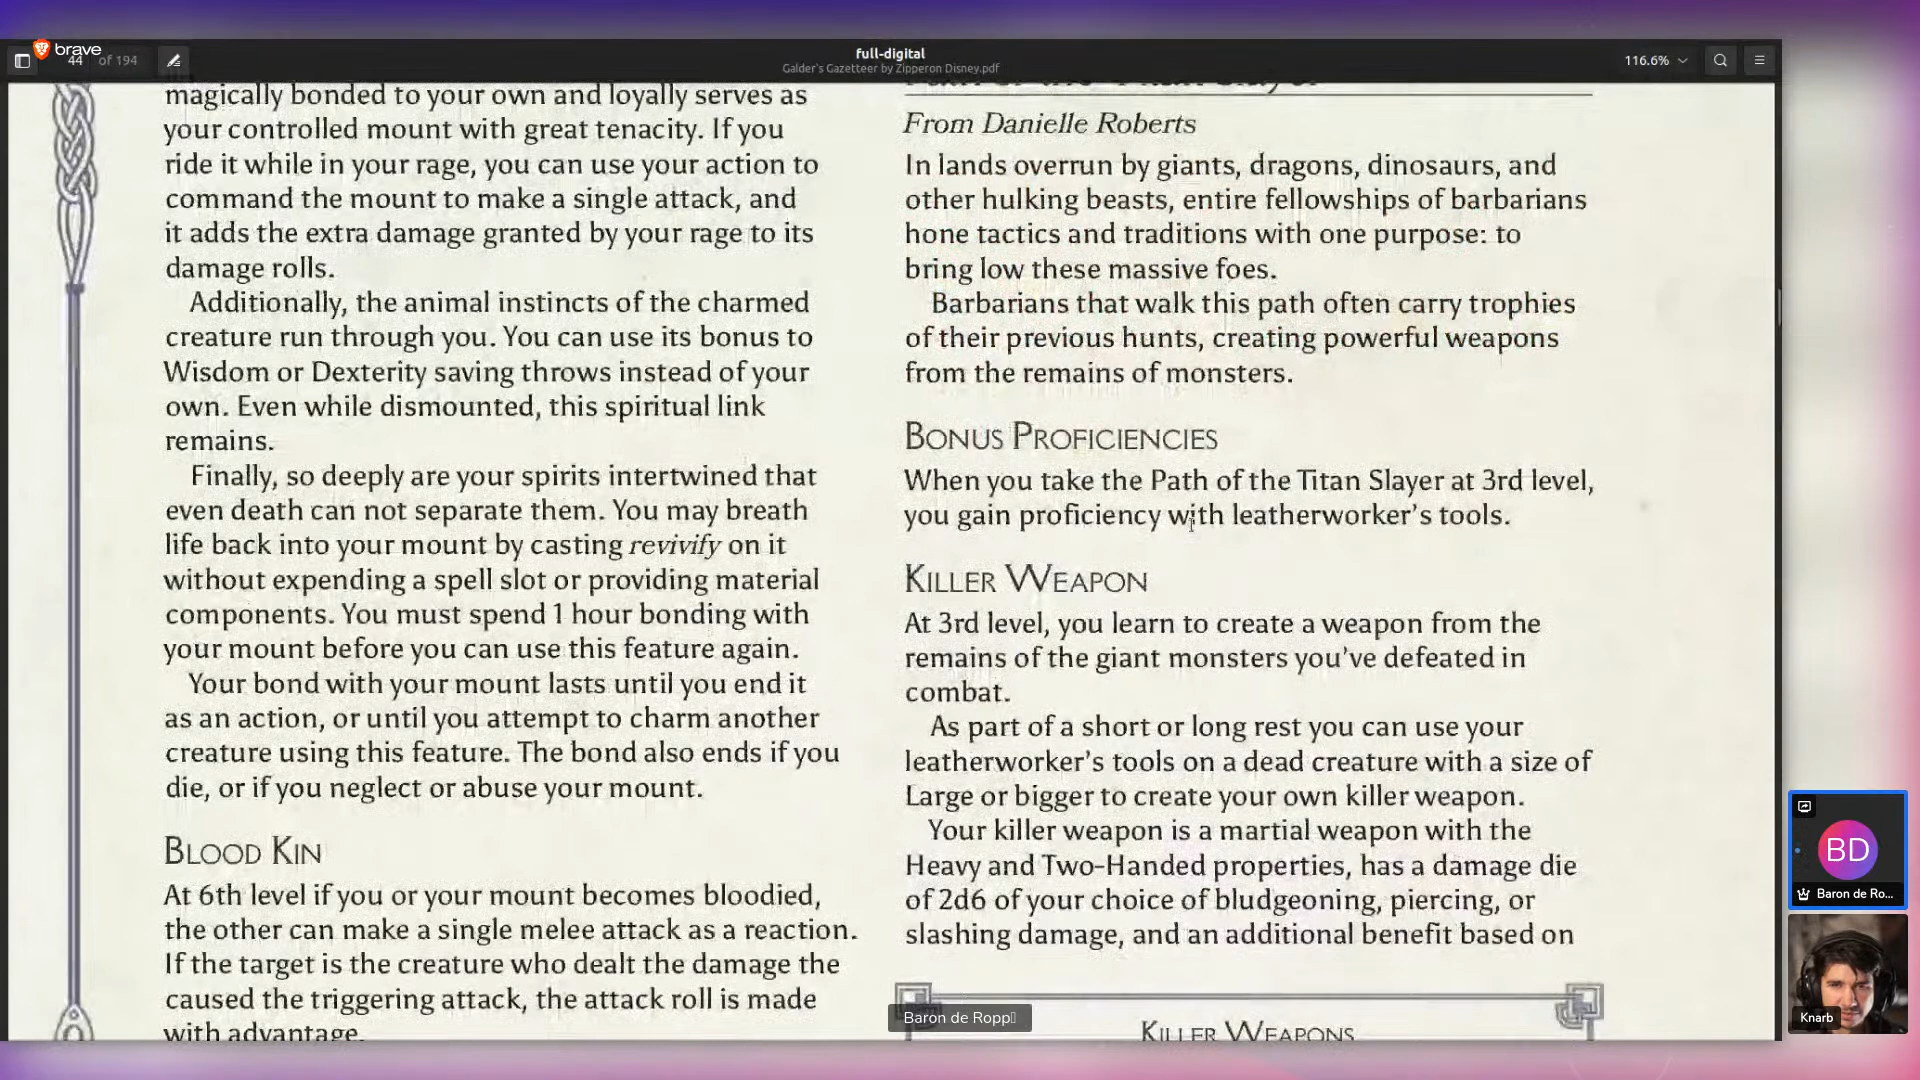 brave
44 of 194
full-digital
Galder's Gazetteer by Zipperon Disney.pdf
116.6%
magically bonded to your own and loyally serves as
your controlled mount with great tenacity. If you
ride it while in your rage, you can use your action to
command the mount to make a single attack, and
it adds the extra damage granted by your rage to its
damage rolls.
Additionally, the animal instincts of the charmed
creature run through you. You can use its bonus to
Wisdom or Dexterity saving throws instead of your
own. Even while dismounted, this spiritual link
remains.
Finally, so deeply are your spirits intertwined that
even death can not separate them. You may breath
life back into your mount by casting revivify on it
without expending a spell slot or providing material
components. You must spend 1 hour bonding with
your mount before you can use this feature again.
Your bond with your mount lasts until you end it
as an action, or until you attempt to charm another
creature using this feature. The bond also ends if you
die, or if you neglect or abuse your mount.
BLOOD KIN
At 6th level if you or your mount becomes bloodied,
the other can make a single melee attack as a reaction.
If the target is the creature who dealt the damage the
caused the triggering attack, the attack roll is made
with advantage.
From Danielle Roberts
In lands overrun by giants, dragons, dinosaurs, and
other hulking beasts, entire fellowships of barbarians
hone tactics and traditions with one purpose: to
bring low these massive foes.
Barbarians that walk this path often carry trophies
of their previous hunts, creating powerful weapons
from the remains of monsters.
BONUS PROFICIENCIES
When you take the Path of the Titan Slayer at 3rd level,
you gain proficiency with leatherworker's tools.
KILLER WEAPON
At 3rd level, you learn to create a weapon from the
remains of the giant monsters you've defeated in
combat.
As part of a short or long rest you can use your
leatherworker's tools on a dead creature with a size of
Large or bigger to create your own killer weapon.
Your killer weapon is a martial weapon with the
Heavy and Two-Handed properties, has a damage die
of 2d6 of your choice of bludgeoning, piercing, or
slashing damage, and an additional benefit based on
KILLER WEAPONS
Baron de Ropp
BD
Baron de Ro...
Knarb